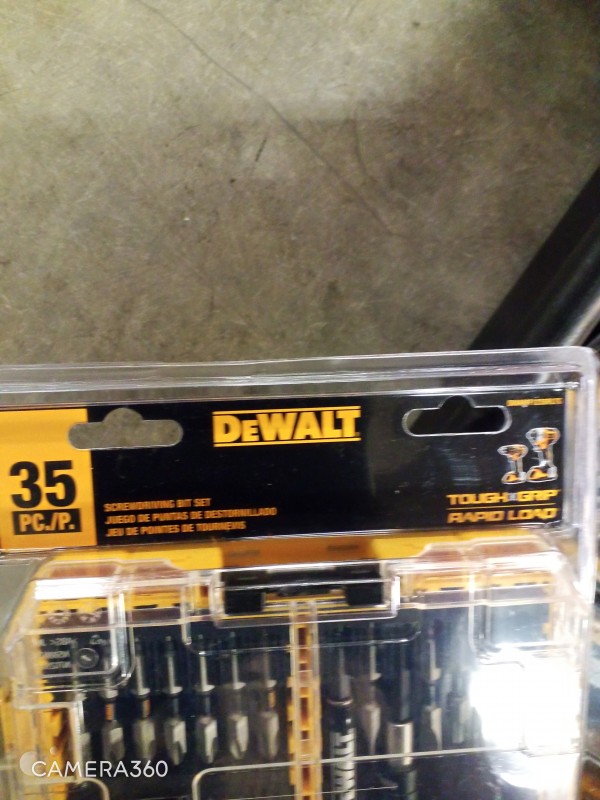 DEWALT
35
PC./P.
SCREWDRIVING BIT SET
JUEGO DE PUNTAS DE DESTORNILLADO
JEU DE POINTES DE TOURNEVIS
TOUGH GRIP
RAPID LOAD
WALT
CAMERA360